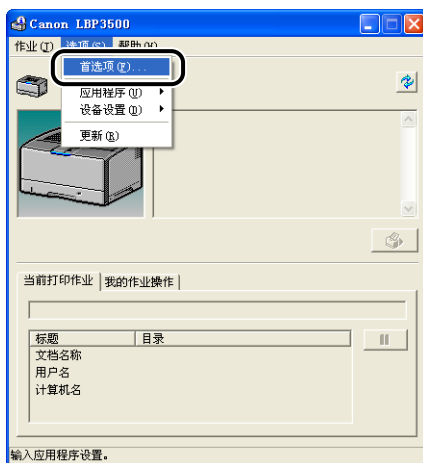 Canon LBP3500
作业(J) 选项(S) 帮助(H)
首选项(P)...
应用程序(U)
设备设置(D)
更新(R)
当前打印作业 我的作业操作
标题 目录
文档名称
用户名
计算机名
输入应用程序设置。